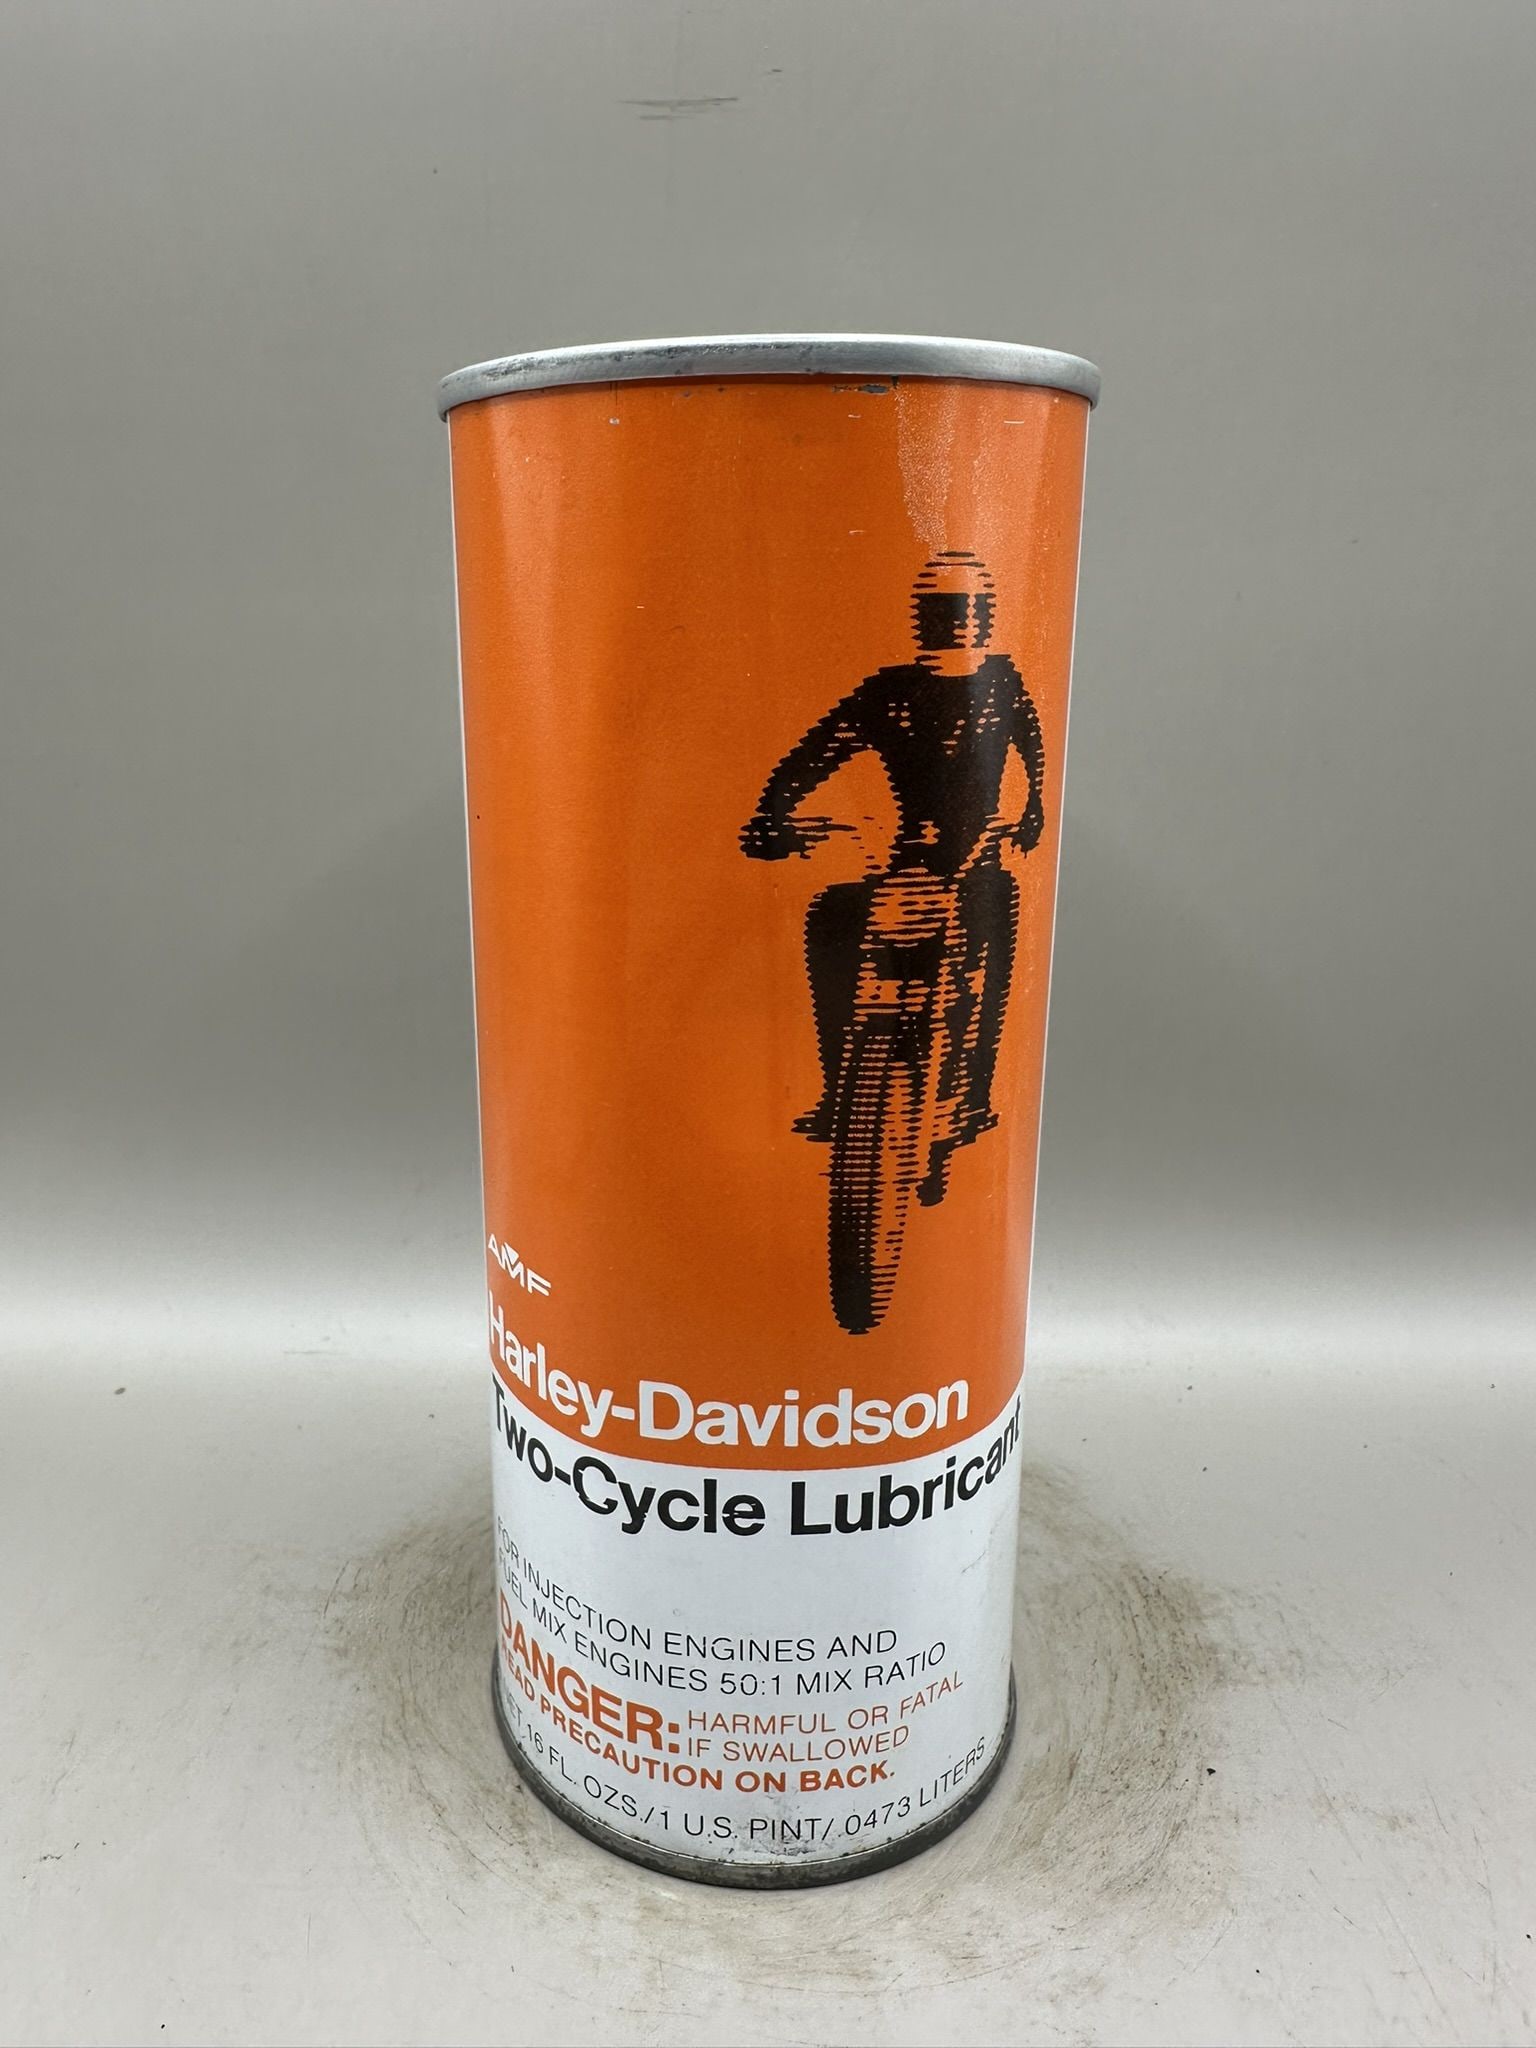 AMF
Harley-Davidson
Two-Cycle Lubricant
FOR INJECTION ENGINES AND
FUEL MIX ENGINES 50:1 MIX RATIO
DANGER: HARMFUL OR FATAL
IF SWALLOWED
READ PRECAUTION ON BACK.
NET. 16 FL. OZS./1 U.S. PINT/.0473 LITERS